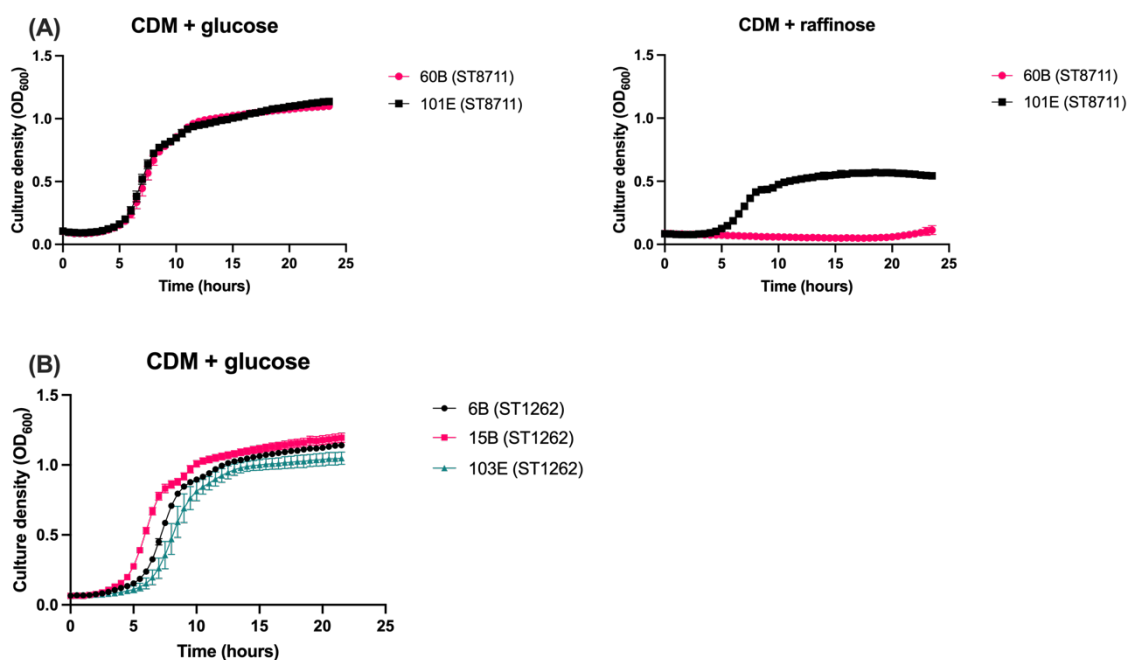 (A)
CDM + glucose
Culture density (OD600)
1.5
1.0
0.5
0.0
0 5 10 15 20 25
Time (hours)
60B (ST8711)
101E (ST8711)
CDM + raffinose
Culture density (OD600)
1.5
1.0
0.5
0.0
0 5 10 15 20 25
Time (hours)
60B (ST8711)
101E (ST8711)
(B)
CDM + glucose
Culture density (OD600)
1.5
1.0
0.5
0.0
0 5 10 15 20 25
Time (hours)
6B (ST1262)
15B (ST1262)
103E (ST1262)